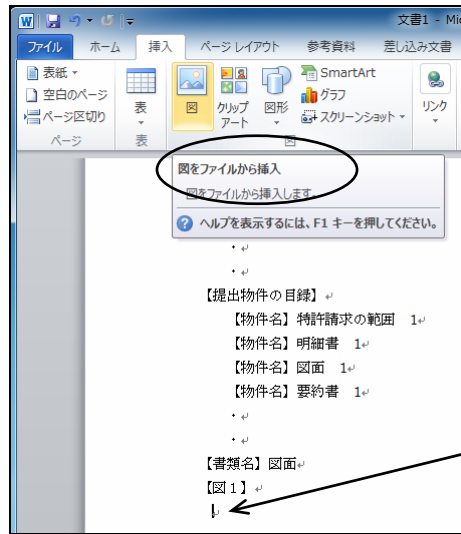 文書1 - Mi
ファイル ホーム 挿入 ページ レイアウト 参考資料 差し込み文書
表紙
空白のページ
ページ区切り
ページ
表
表
図
クリップ
アート
図形
SmartArt
グラフ
スクリーンショット
図
リンク
図をファイルから挿入
図をファイルから挿入します。
ヘルプを表示するには、F1 キーを押してください。
・
・
【提出物件の目録】
【物件名】特許請求の範囲 1
【物件名】明細書 1
【物件名】図面 1
【物件名】要約書 1
・
・
【書類名】図面
【図１】